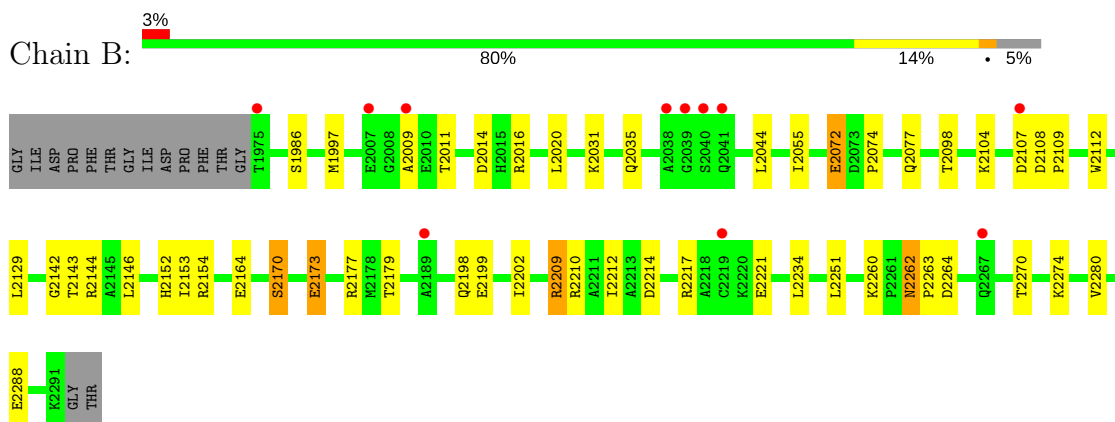 3%
Chain B:
80% 14% • 5%
GLY ILE ASP PRO PHE THR GLY ILE ASP PRO PHE THR GLY T1975 S1986 M1997 E2007 G2008 A2009 E2010 T2011 D2014 H2015 R2016 L2020 K2031 Q2035 A2038 G2039 S2040 Q2041 L2044 I2055 E2072 D2073 P2074 Q2077 T2098 K2104 D2107 D2108 P2109 W2112
L2129 G2142 T2143 R2144 A2145 L2146 H2152 I2153 R2154 E2164 S2170 E2173 R2177 M2178 T2179 A2189 Q2198 E2199 I2202 R2209 R2210 A2211 I2212 A2213 D2214 R2217 A2218 C2219 K2220 E2221 L2234 L2251 K2260 P2261 N2262 P2263 D2264 Q2267 T2270 K2274 V2280
E2288 K2291 GLY THR